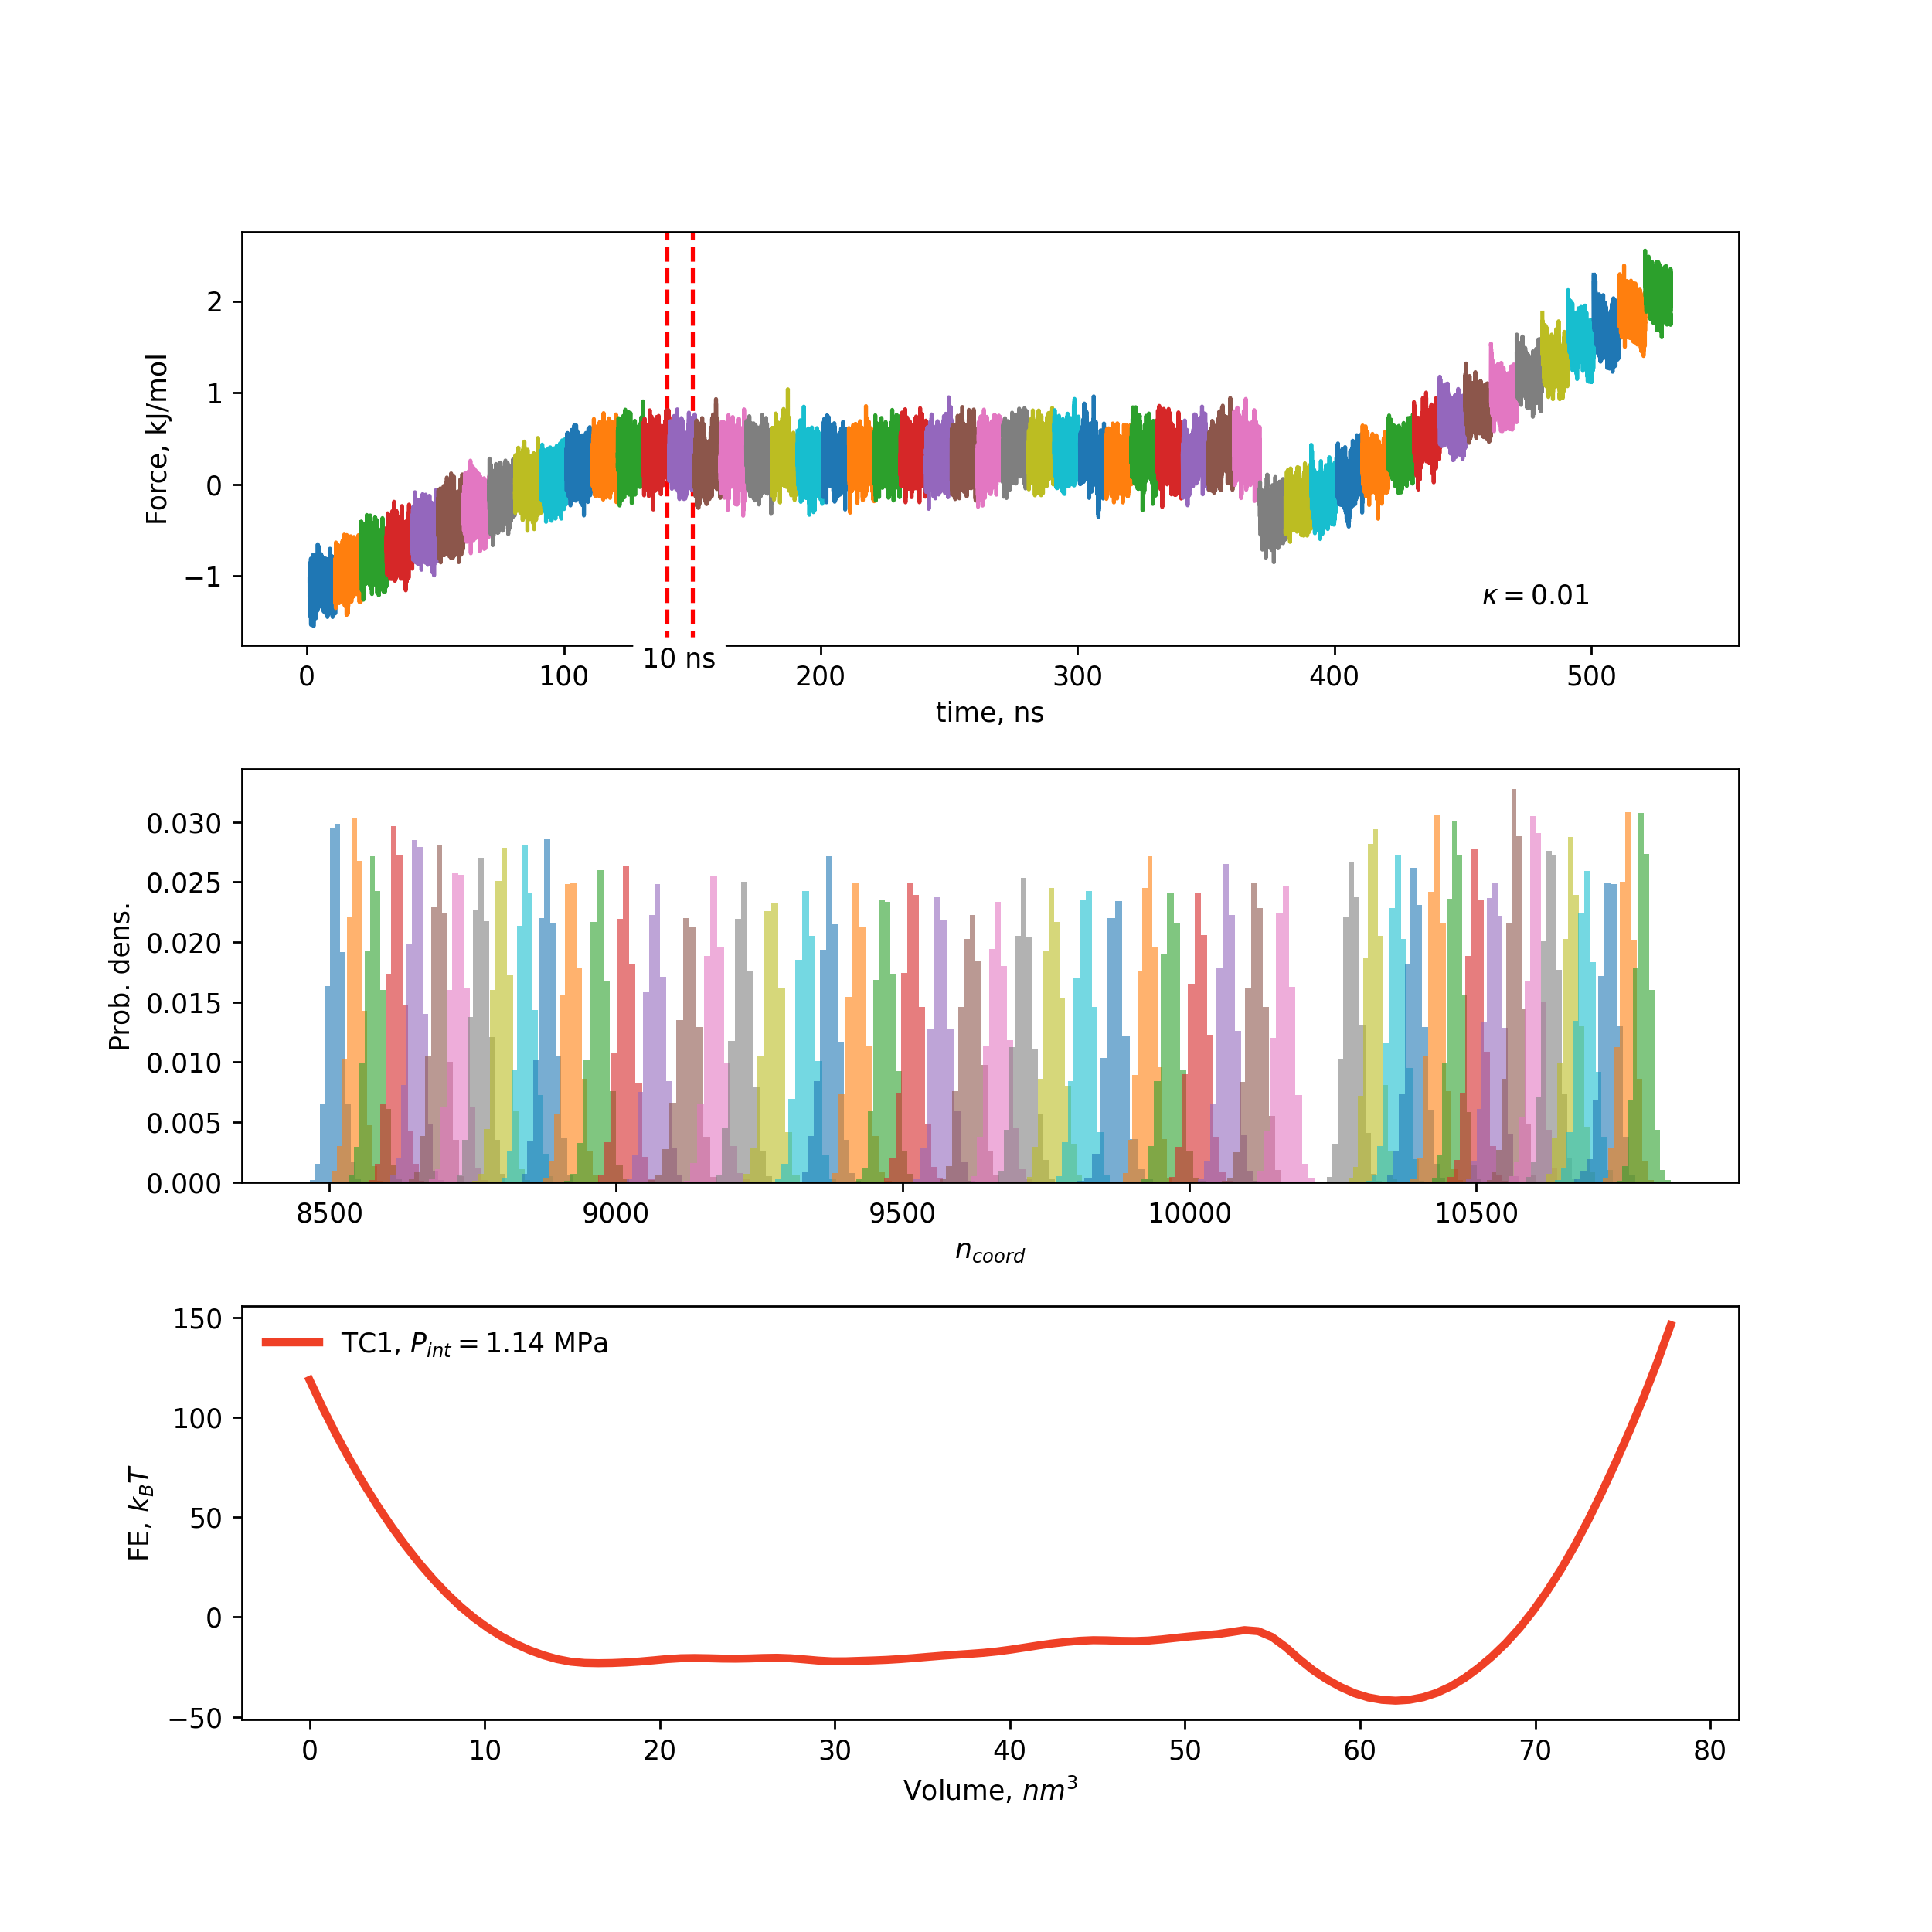 2
1
0
−1
Force, kJ/mol
κ = 0.01
10 ns
0 100 200 300 400 500
time, ns
0.030
0.025
0.020
0.015
0.010
0.005
0.000
Prob. dens.
8500 9000 9500 10000 10500
n_coord
150
100
50
0
−50
FE, k_BT
TC1, P_int = 1.14 MPa
0 10 20 30 40 50 60 70 80
Volume, nm³